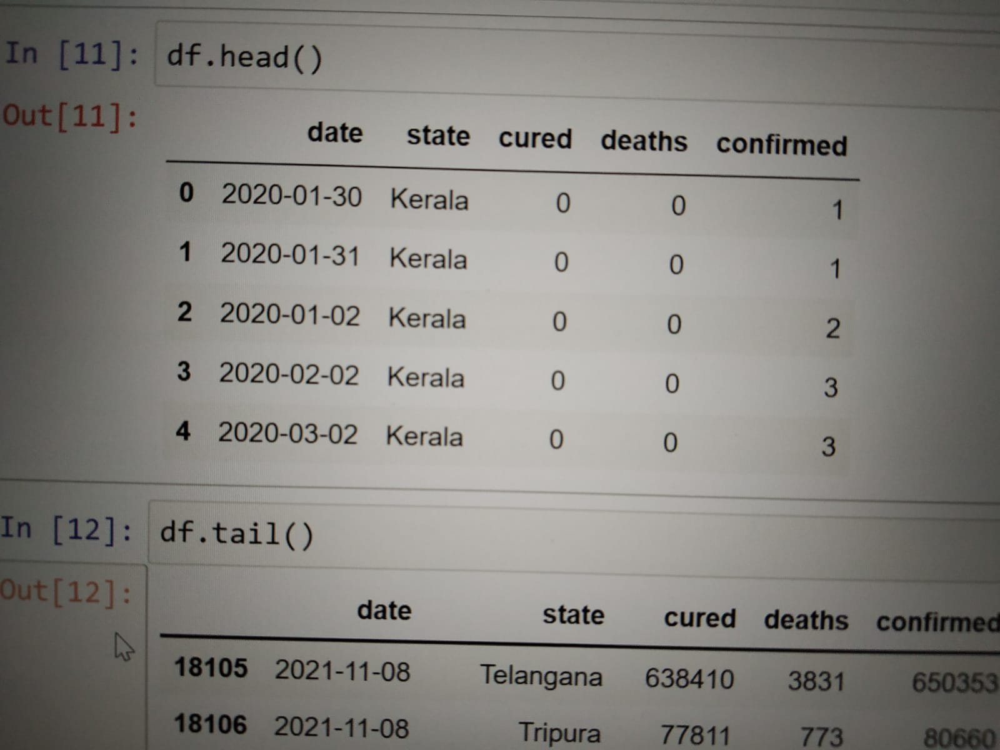 In [11]: df.head()
Out[11]:
date state cured deaths confirmed
0 2020-01-30 Kerala 0 0 1
1 2020-01-31 Kerala 0 0 1
2 2020-01-02 Kerala 0 0 2
3 2020-02-02 Kerala 0 0 3
4 2020-03-02 Kerala 0 0 3
In [12]: df.tail()
Out[12]:
date state cured deaths confirmed
18105 2021-11-08 Telangana 638410 3831 650353
18106 2021-11-08 Tripura 77811 773 80660